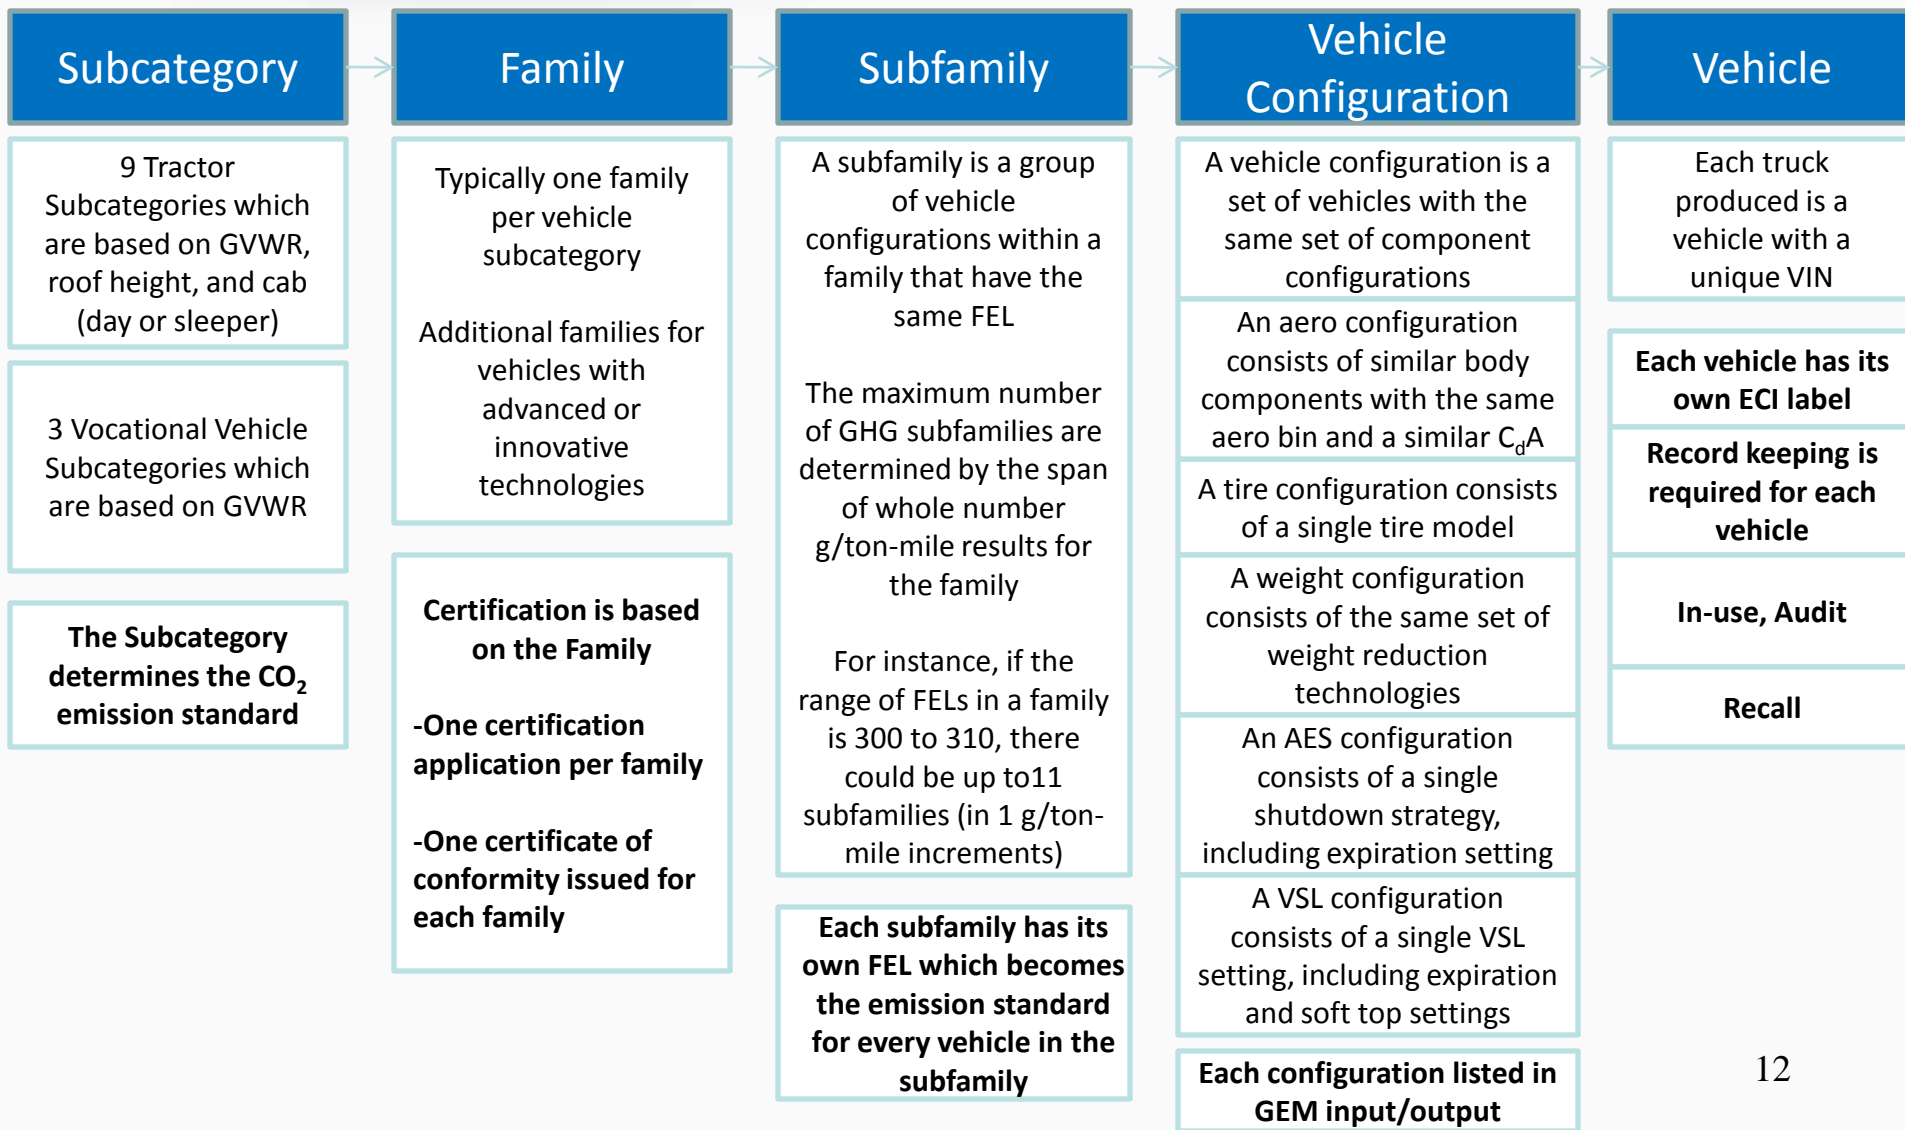 Subcategory
9 Tractor
Subcategories which
are based on GVWR,
roof height, and cab
(day or sleeper)
3 Vocational Vehicle
Subcategories which
are based on GVWR
The Subcategory
determines the CO₂
emission standard
Family
Typically one family
per vehicle
subcategory
Additional families for
vehicles with
advanced or
innovative
technologies
Certification is based
on the Family
-One certification
application per family
-One certificate of
conformity issued for
each family
Subfamily
A subfamily is a group
of vehicle
configurations within a
family that have the
same FEL
The maximum number
of GHG subfamilies are
determined by the span
of whole number
g/ton-mile results for
the family
For instance, if the
range of FELs in a family
is 300 to 310, there
could be up to11
subfamilies (in 1 g/ton-
mile increments)
Each subfamily has its
own FEL which becomes
the emission standard
for every vehicle in the
subfamily
Vehicle
Configuration
A vehicle configuration is a
set of vehicles with the
same set of component
configurations
An aero configuration
consists of similar body
components with the same
aero bin and a similar C_dA
A tire configuration consists
of a single tire model
A weight configuration
consists of the same set of
weight reduction
technologies
An AES configuration
consists of a single
shutdown strategy,
including expiration setting
A VSL configuration
consists of a single VSL
setting, including expiration
and soft top settings
Each configuration listed in
GEM input/output
Vehicle
Each truck
produced is a
vehicle with a
unique VIN
Each vehicle has its
own ECI label
Record keeping is
required for each
vehicle
In-use, Audit
Recall
12